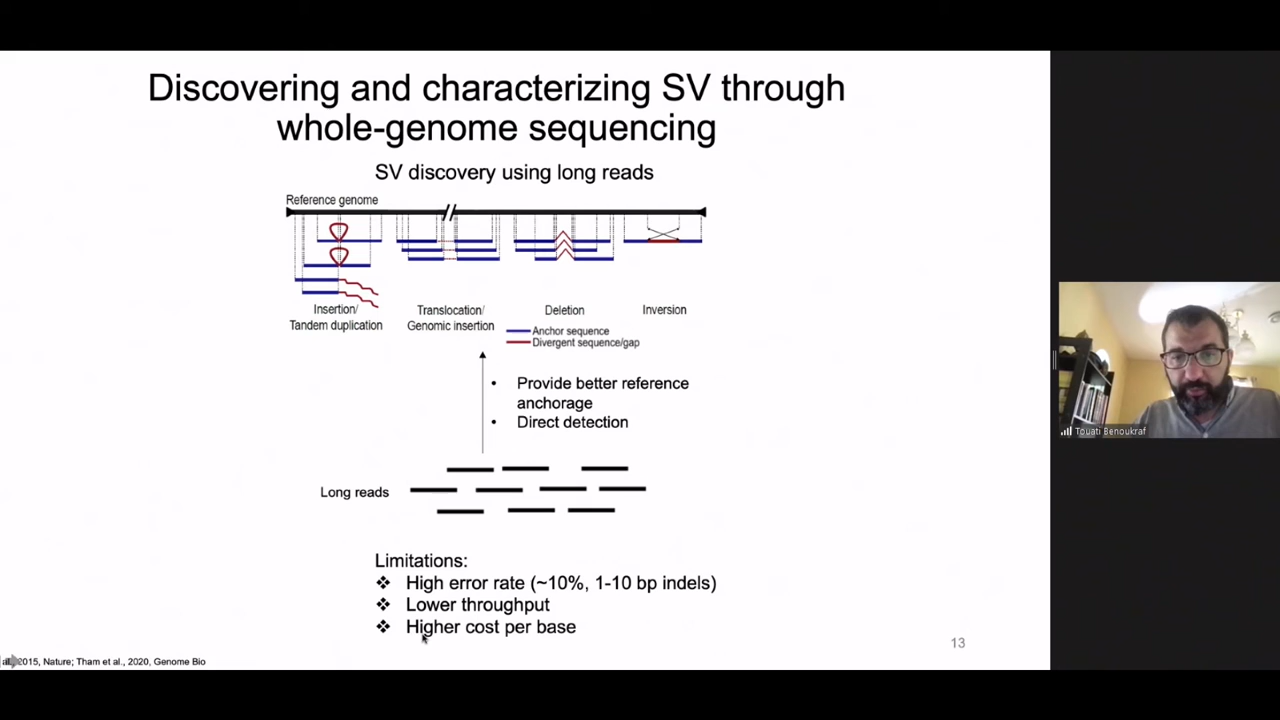 Discovering and characterizing SV through
whole-genome sequencing
SV discovery using long reads
Reference genome
Insertion/
Tandem duplication
Translocation/
Genomic insertion
Deletion
Inversion
Anchor sequence
Divergent sequence/gap
• Provide better reference
anchorage
• Direct detection
Long reads
Limitations:
❖ High error rate (~10%, 1-10 bp indels)
❖ Lower throughput
❖ Higher cost per base
13
2015, Nature; Tham et al., 2020, Genome Bio
Touati Benoukraf